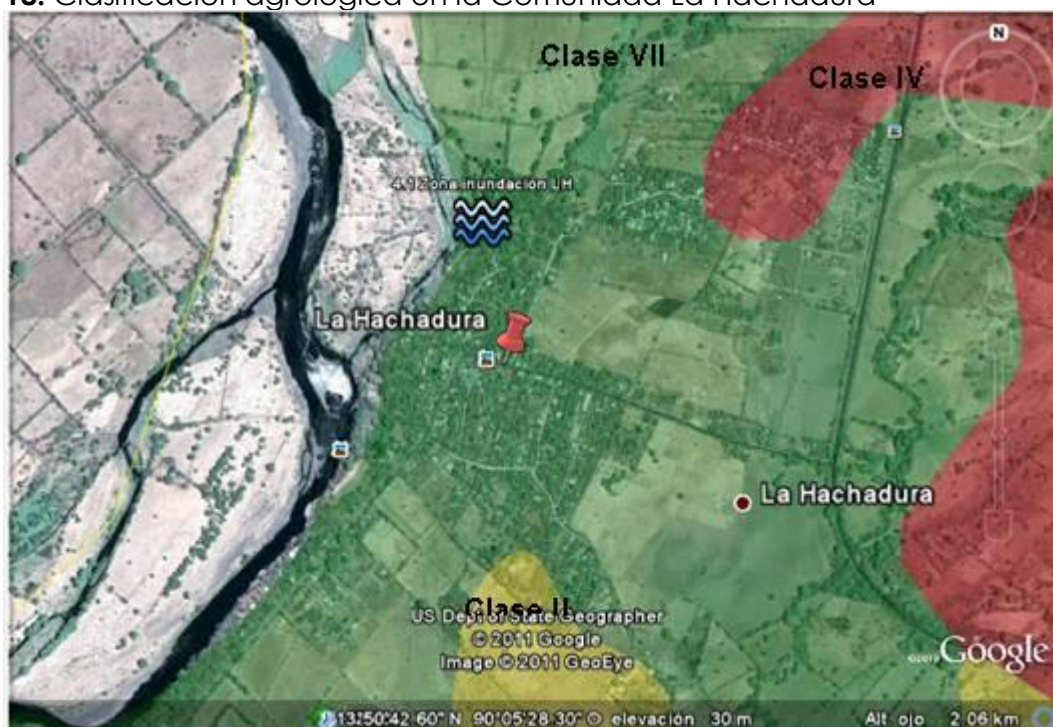 Clasificación agrológica en la Comunidad La Hachadura
Clase VII
Clase IV
N
4.1 Zona inundación LH
La Hachadura
La Hachadura
Clase II
US Dept of State Geographer
© 2011 Google
Image © 2011 GeoEye
©2010 Google
13°50'42.60" N 90°05'28.30" O elevación 30 m
Alt. ojo 2.06 km